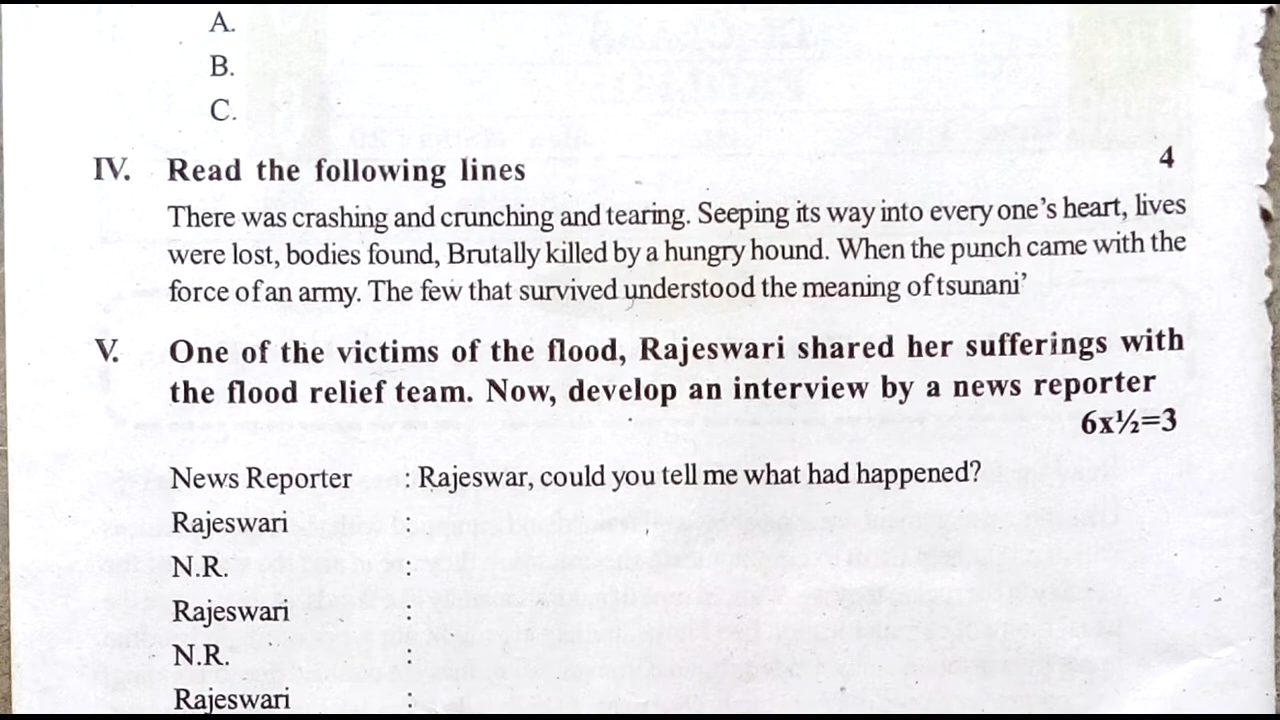 A.
B.
C.
IV. Read the following lines 4
There was crashing and crunching and tearing. Seeping its way into every one's heart, lives
were lost, bodies found, Brutally killed by a hungry hound. When the punch came with the
force of an army. The few that survived understood the meaning of tsunani'
V. One of the victims of the flood, Rajeswari shared her sufferings with
the flood relief team. Now, develop an interview by a news reporter
6x½=3
News Reporter : Rajeswar, could you tell me what had happened?
Rajeswari :
N.R. :
Rajeswari :
N.R. :
Rajeswari :